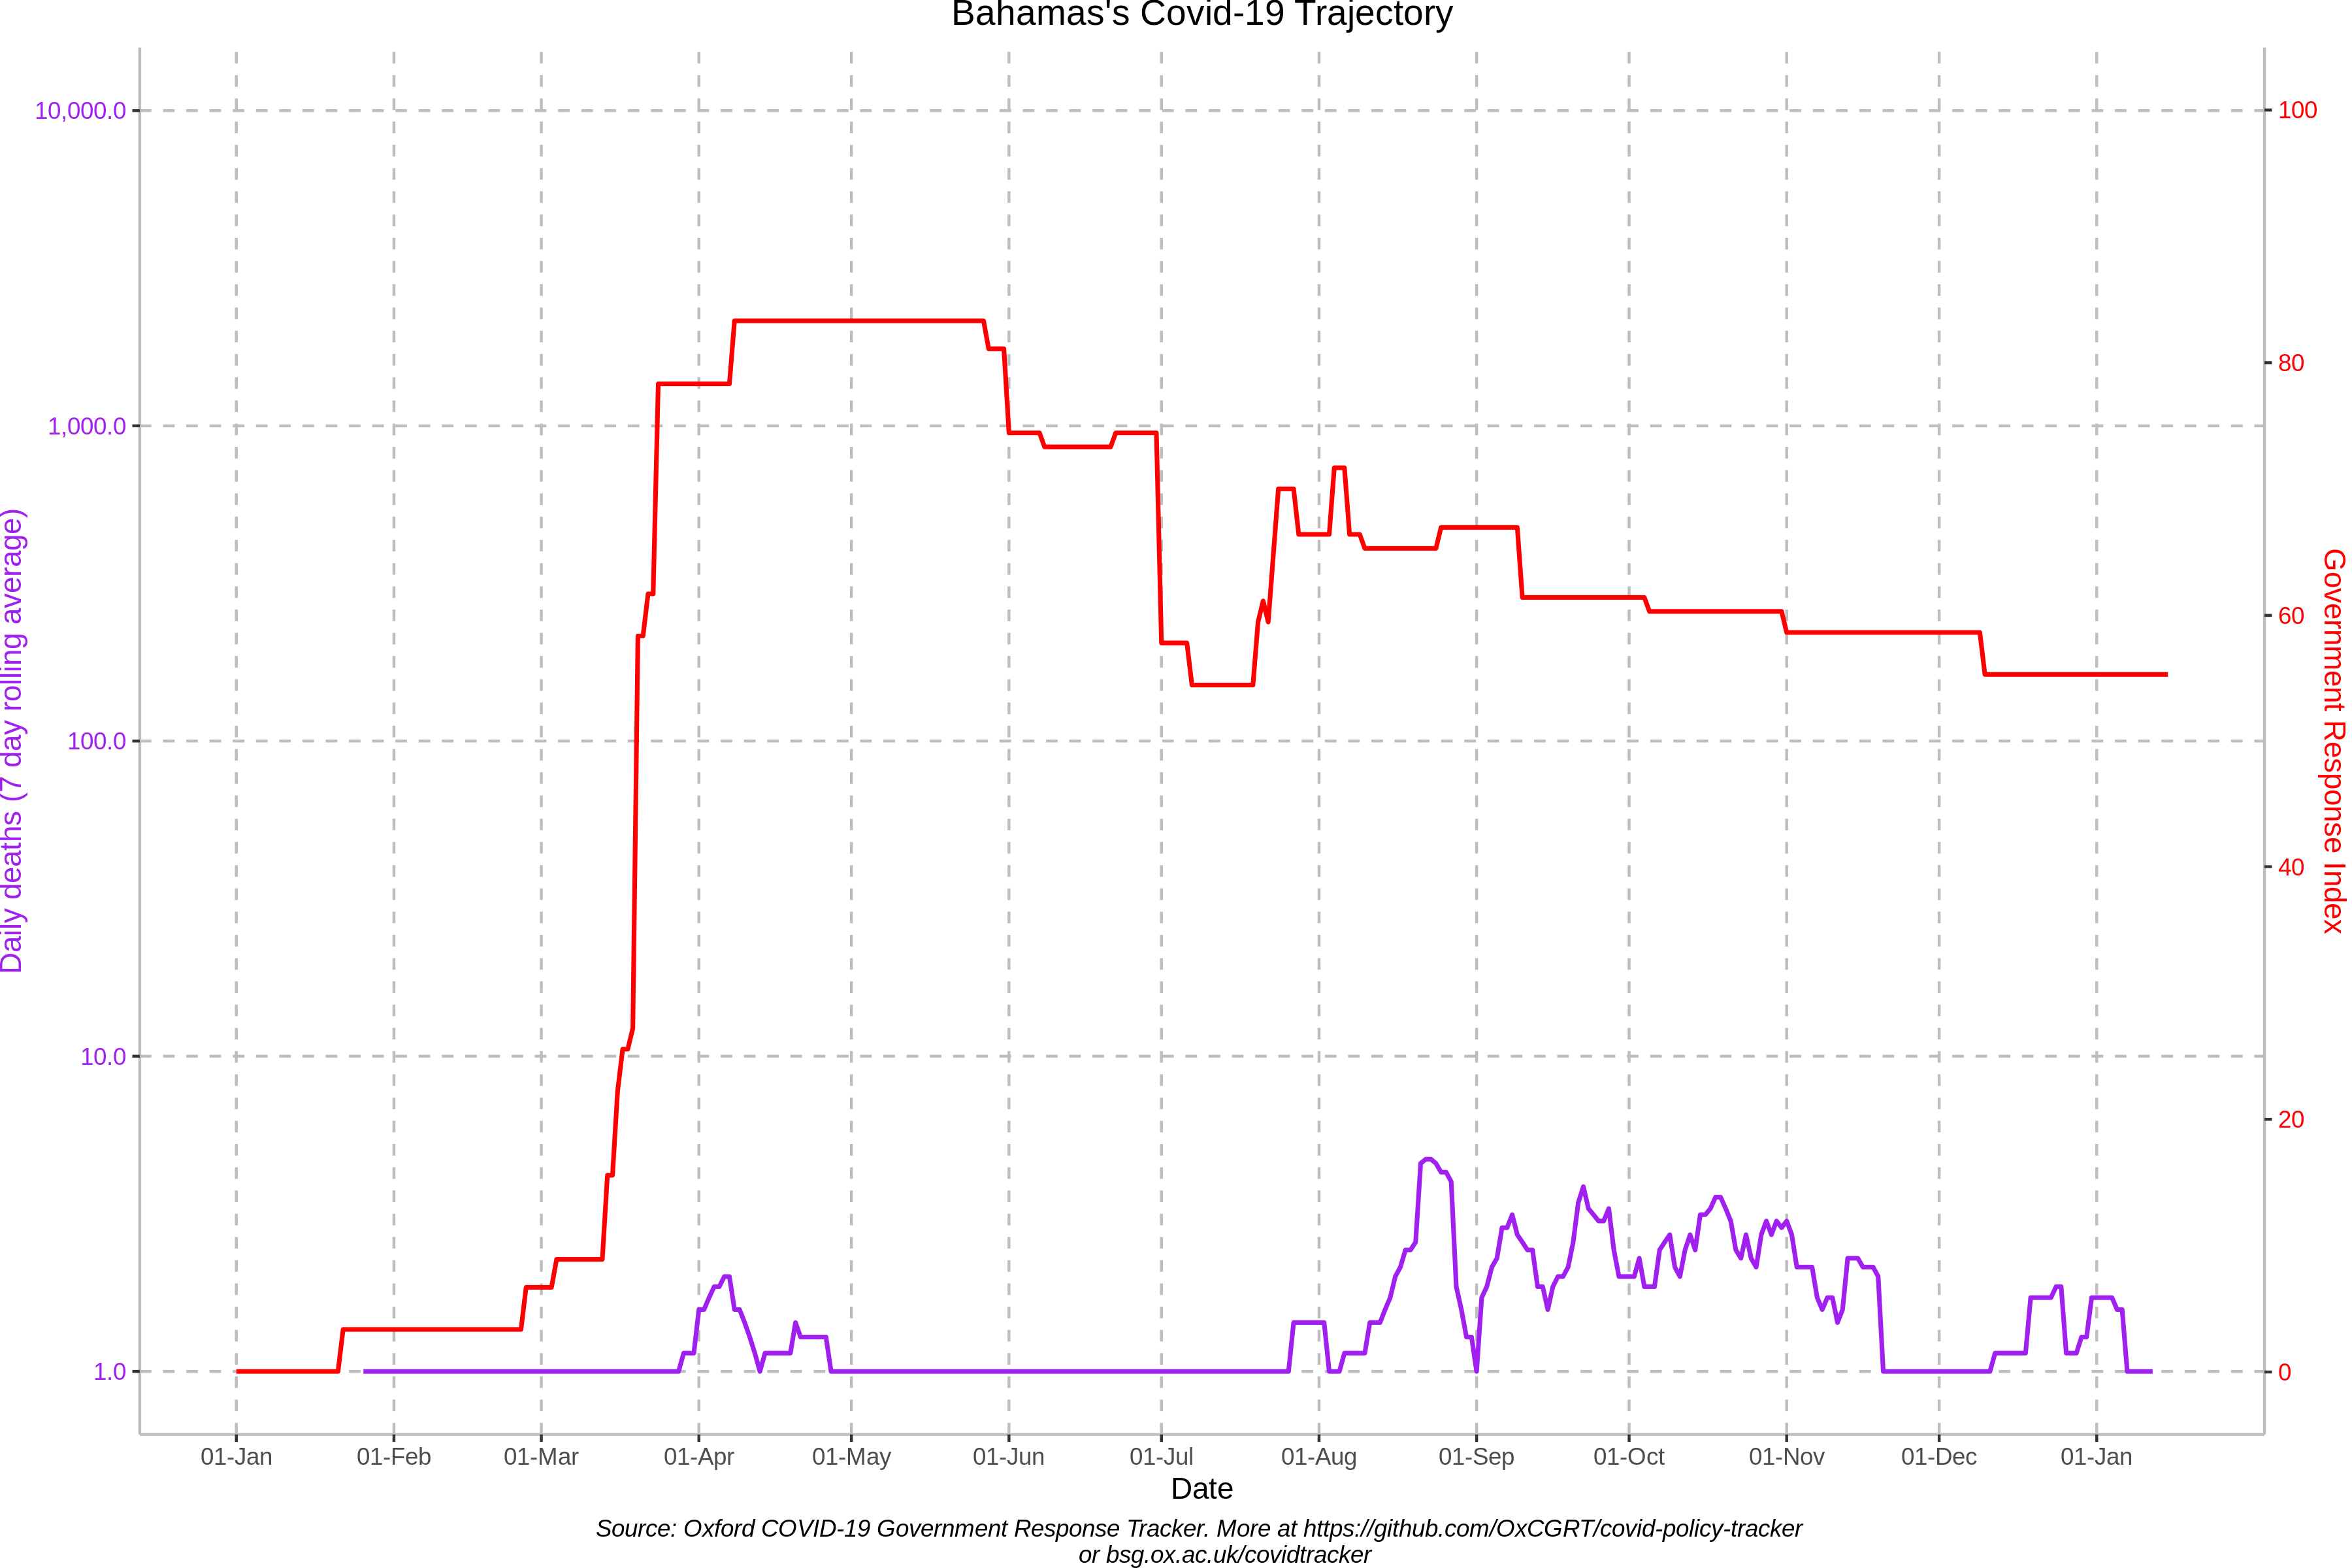 Bahamas's Covid-19 Trajectory
10,000.0
1,000.0
100.0
10.0
1.0
Daily deaths (7 day rolling average)
100
80
60
40
20
0
Government Response Index
01-Jan 01-Feb 01-Mar 01-Apr 01-May 01-Jun 01-Jul 01-Aug 01-Sep 01-Oct 01-Nov 01-Dec 01-Jan
Date
Source: Oxford COVID-19 Government Response Tracker. More at https://github.com/OxCGRT/covid-policy-tracker
or bsg.ox.ac.uk/covidtracker